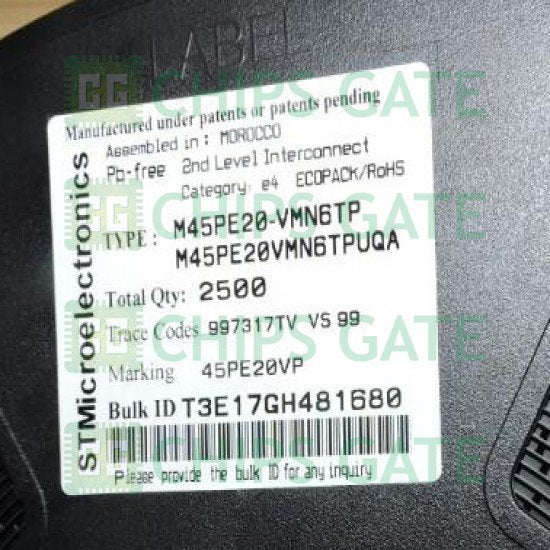 LABEL
CHIPS GATE
Manufactured under patents or patents pending
Assembled in : MOROCCO
Pb-free 2nd Level Interconnect
Category: e4 ECOPACK/RoHS
TYPE : M45PE20-VMN6TP
M45PE20VMN6TPUQA
Total Qty: 2500
Trace Codes 997317TV VS 99
Marking 45PE20VP
Bulk ID T3E17GH481680
Please provide the bulk ID for any inquiry
STMicroelectronics
CHIPS GATE
CHIPS GATE
CHIPS GATE